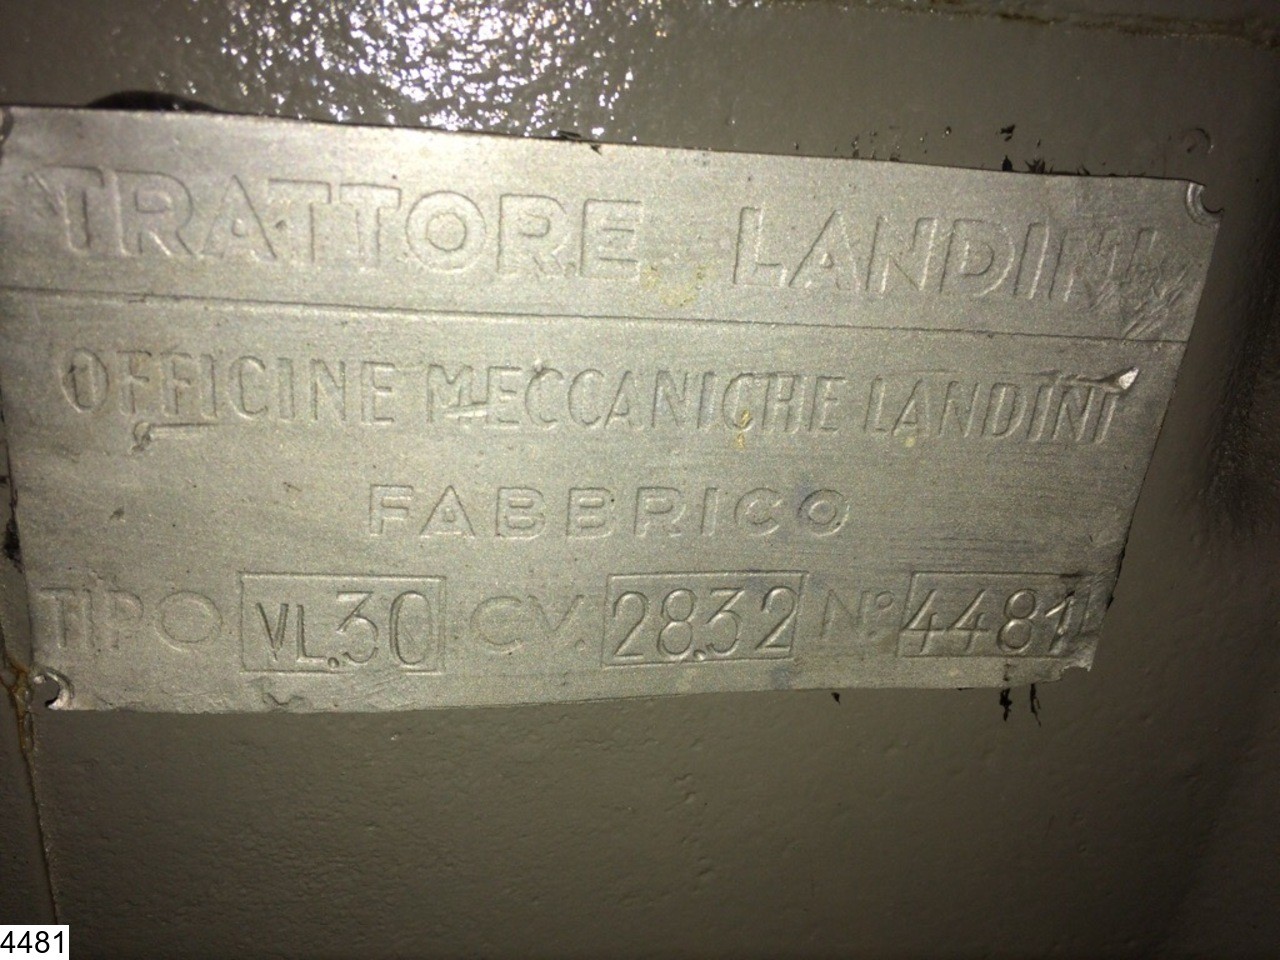 TRATTORE LANDINI
OFFICINE MECCANICHE LANDINI
FABBRICO
TIPO VL.30 CV. 28.32 N° 4481
4481